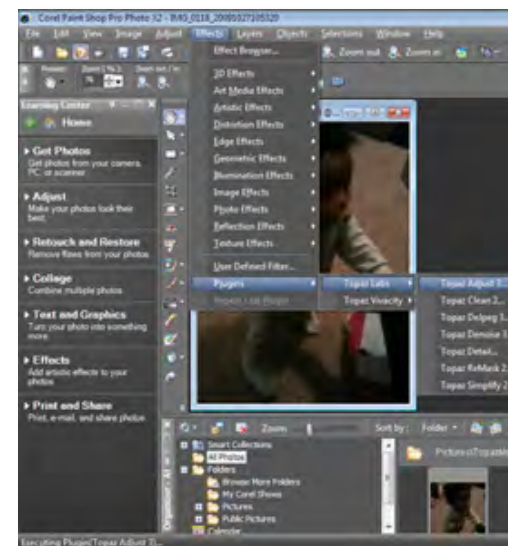 Corel Paint Shop Pro Photo X2 - IMG_0118_20081027105320
File Edit View Image Adjust Effects Layers Objects Selections Window Help
Zoom out Zoom in
Learning Center
Home
Get Photos
Get photos from your camera,
PC, or scanner
Adjust
Make your photos look their
best.
Retouch and Restore
Remove flaws from your photos
Collage
Combine multiple photos
Text and Graphics
Turn your photo into something
more.
Effects
Add artistic effects to your
photos
Print and Share
Print, e-mail, and share photos
Effect Browser...
3D Effects
Art Media Effects
Artistic Effects
Distortion Effects
Edge Effects
Geometric Effects
Illumination Effects
Image Effects
Photo Effects
Reflection Effects
Texture Effects
User Defined Filter...
Plugins
Repeat Last Plugin
Topaz Labs
Topaz Vivacity
Topaz Adjust 3...
Topaz Clean 2...
Topaz DeJpeg 3...
Topaz Denoise 3...
Topaz Detail...
Topaz ReMask 2...
Topaz Simplify 2...
Zoom
Sort by: Folder
Smart Collections
All Photos
Folders
Browse More Folders
My Corel Shows
Pictures
Public Pictures
Calendar
Executing Plugin(Topaz Adjust 3)...